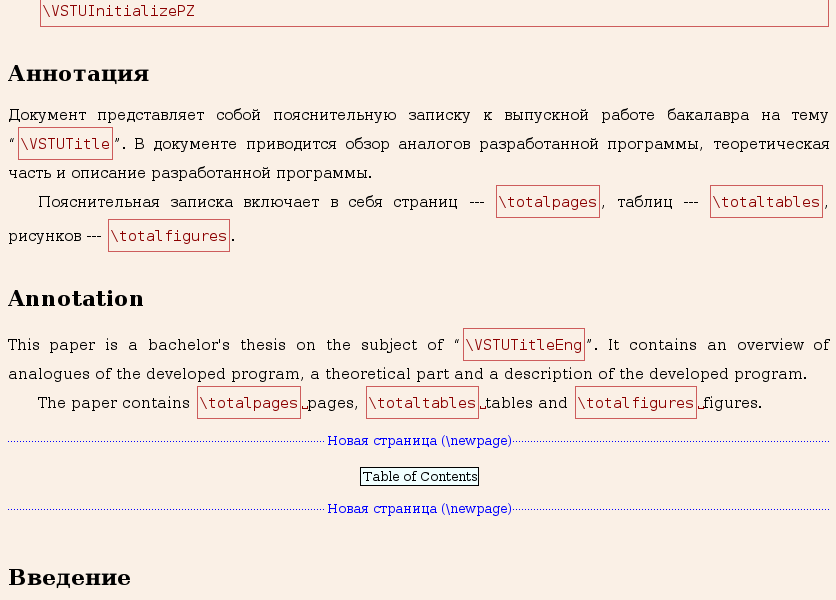 \VSTUInitializePZ
Аннотация
Документ представляет собой пояснительную записку к выпускной работе бакалавра на тему
“\VSTUTitle”. В документе приводится обзор аналогов разработанной программы, теоретическая
часть и описание разработанной программы.
Пояснительная записка включает в себя страниц --- \totalpages, таблиц --- \totaltables,
рисунков --- \totalfigures.
Annotation
This paper is a bachelor's thesis on the subject of “\VSTUTitleEng”. It contains an overview of
analogues of the developed program, a theoretical part and a description of the developed program.
The paper contains \totalpages␣pages, \totaltables␣tables and \totalfigures␣figures.
Новая страница (\newpage)
Table of Contents
Новая страница (\newpage)
Введение